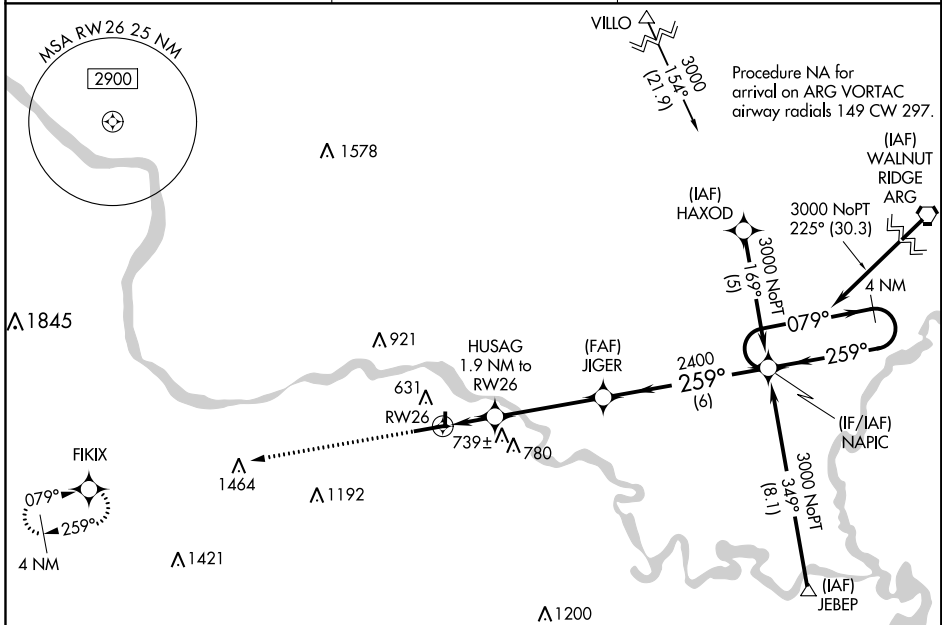 MSA RW 26 25 NM
2900
VILLO
3000
154°
(21.9)
Procedure NA for
arrival on ARG VORTAC
airway radials 149 CW 297.
1578
(IAF)
WALNUT
RIDGE
ARG
(IAF)
HAXOD
3000 NoPT
225° (30.3)
3000 NoPT
169°
(5)
4 NM
079°
259°
1845
921
HUSAG
1.9 NM to
RW26
(FAF)
JIGER
2400
259°
(6)
631
RW26
739±
780
(IF/IAF)
NAPIC
FIKIX
079°
259°
4 NM
1464
1192
1421
3000 NoPT
349°
(8.1)
(IAF)
JEBEP
1200